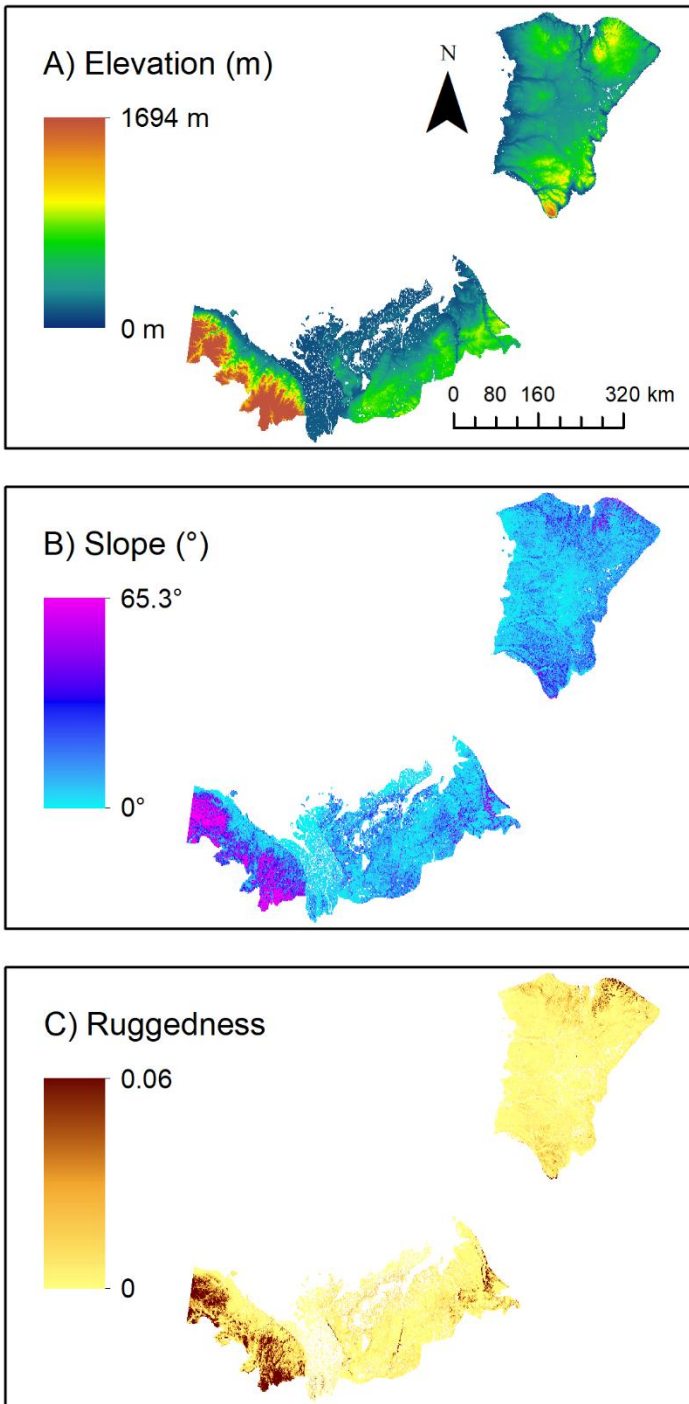 A) Elevation (m)
N
1694 m
0 m
0 80 160 320 km
B) Slope (°)
65.3°
0°
C) Ruggedness
0.06
0